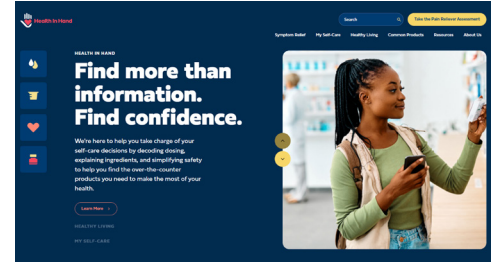 Health In Hand
Search
Take the Pain Reliever Assessment
Symptom Relief My Self-Care Healthy Living Common Products Resources About Us
HEALTH IN HAND
Find more than
information.
Find confidence.
We're here to help you take charge of your
self-care decisions by decoding dosing,
explaining ingredients, and simplifying safety
to help you find the over-the-counter
products you need to make the most of your
health.
Learn More
HEALTHY LIVING
MY SELF-CARE